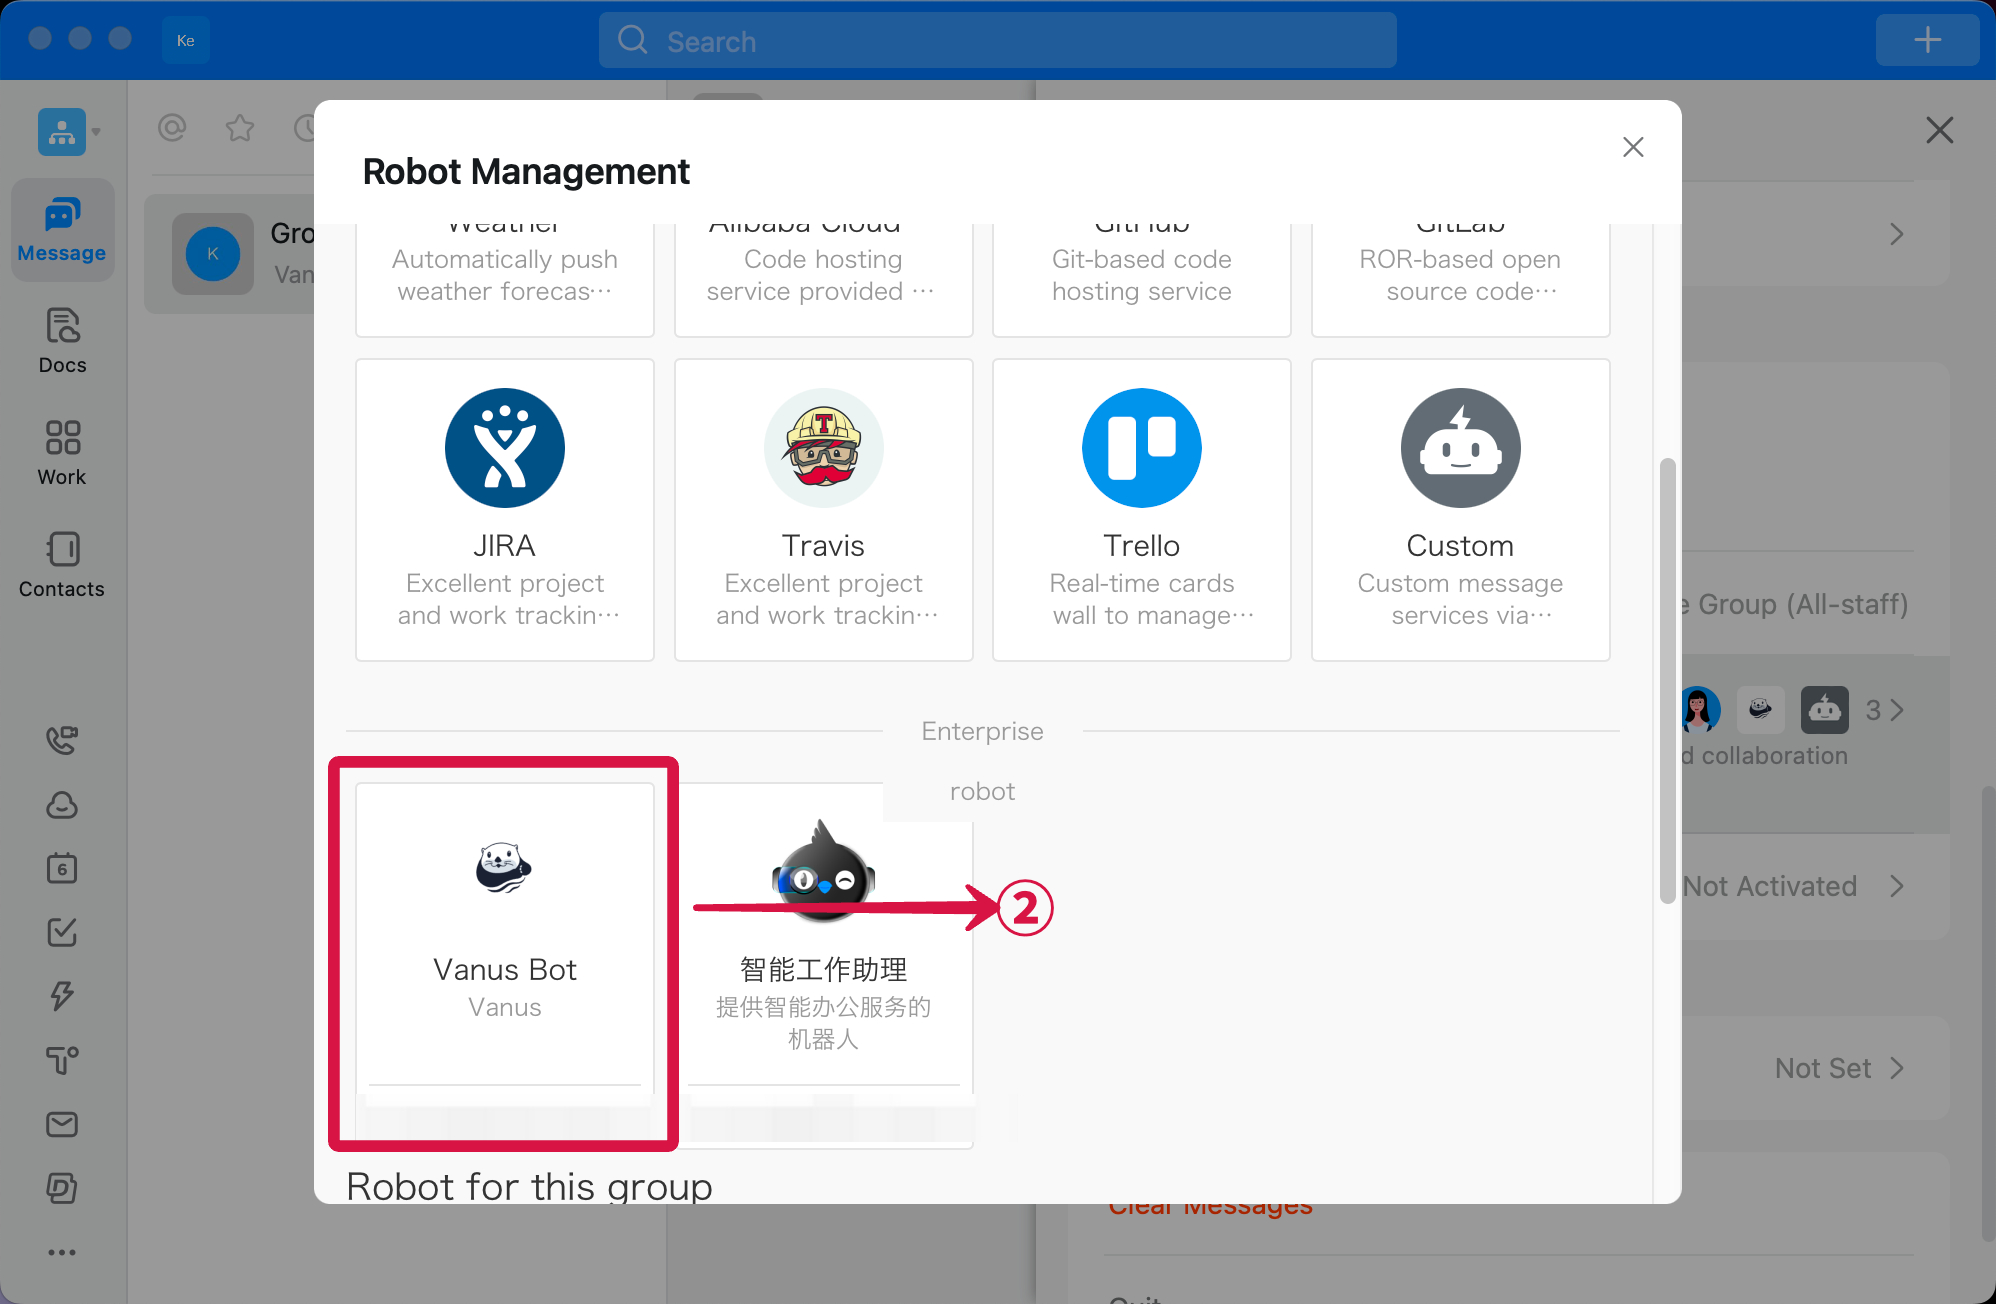 Ke
Search
Message
Docs
Work
Contacts
6
K
Gro
Van
Robot Management
Weather
Automatically push
weather forecas···
Alibaba Cloud
Code hosting
service provided ···
GitHub
Git-based code
hosting service
GitLab
ROR-based open
source code···
JIRA
Excellent project
and work trackin···
T
Travis
Excellent project
and work trackin···
Trello
Real-time cards
wall to manage···
Custom
Custom message
services via···
Enterprise
robot
Vanus Bot
Vanus
智能工作助理
提供智能办公服务的
机器人
②
Robot for this group
e Group (All-staff)
3
d collaboration
Not Activated
Not Set
Clear Messages
Quit